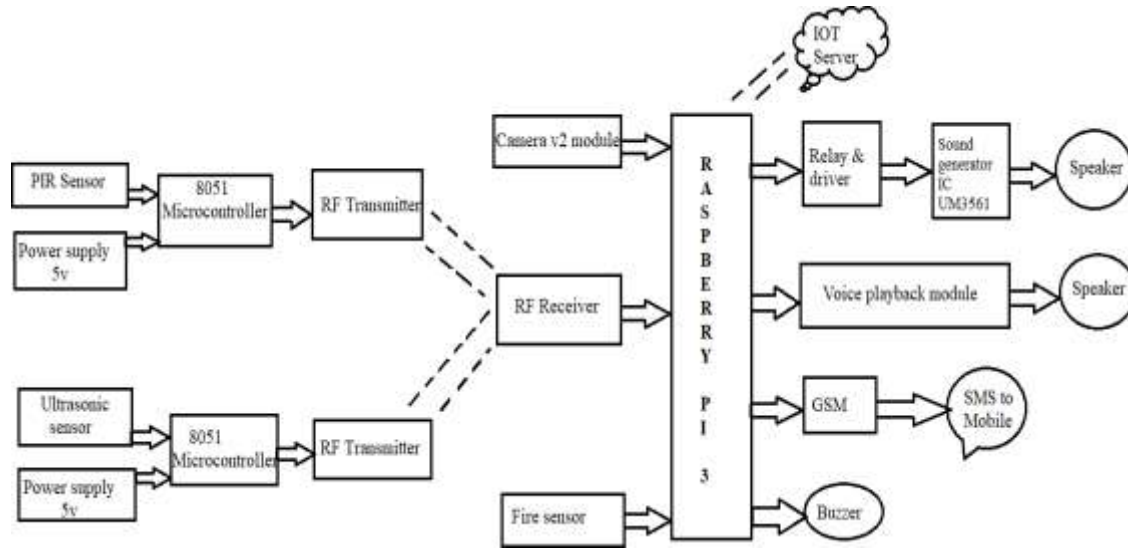 IOT
Server
Camera v2 module
PIR Sensor
8051
Microcontroller
RF Transmitter
Power supply
5v
RASPBERRY PI 3
Relay &
driver
Sound
generator
IC
UM3561
Speaker
RF Receiver
Voice playback module
Speaker
Ultrasonic
sensor
8051
Microcontroller
RF Transmitter
Power supply
5v
GSM
SMS to
Mobile
Fire sensor
Buzzer